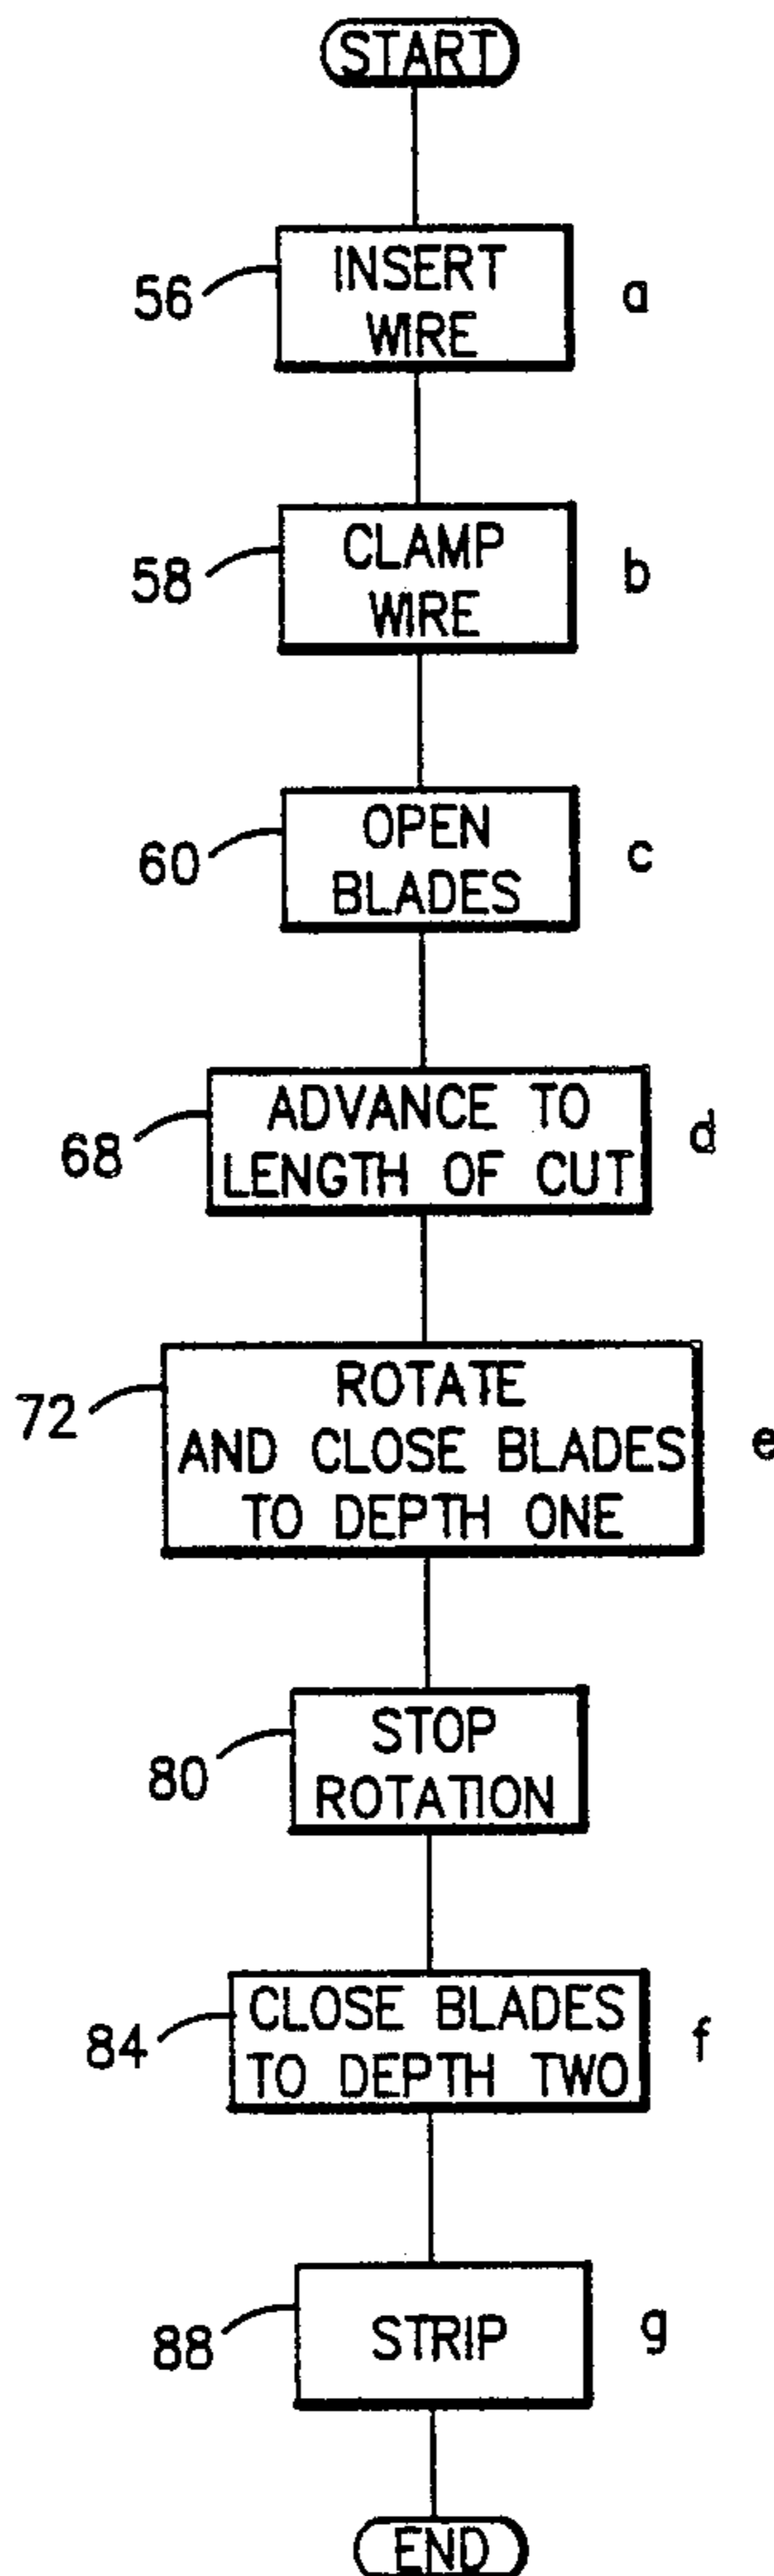 START
56
INSERT
WIRE
a
58
CLAMP
WIRE
b
60
OPEN
BLADES
c
68
ADVANCE TO
LENGTH OF CUT
d
72
ROTATE
AND CLOSE BLADES
TO DEPTH ONE
e
80
STOP
ROTATION
84
CLOSE BLADES
TO DEPTH TWO
f
88
STRIP
g
END